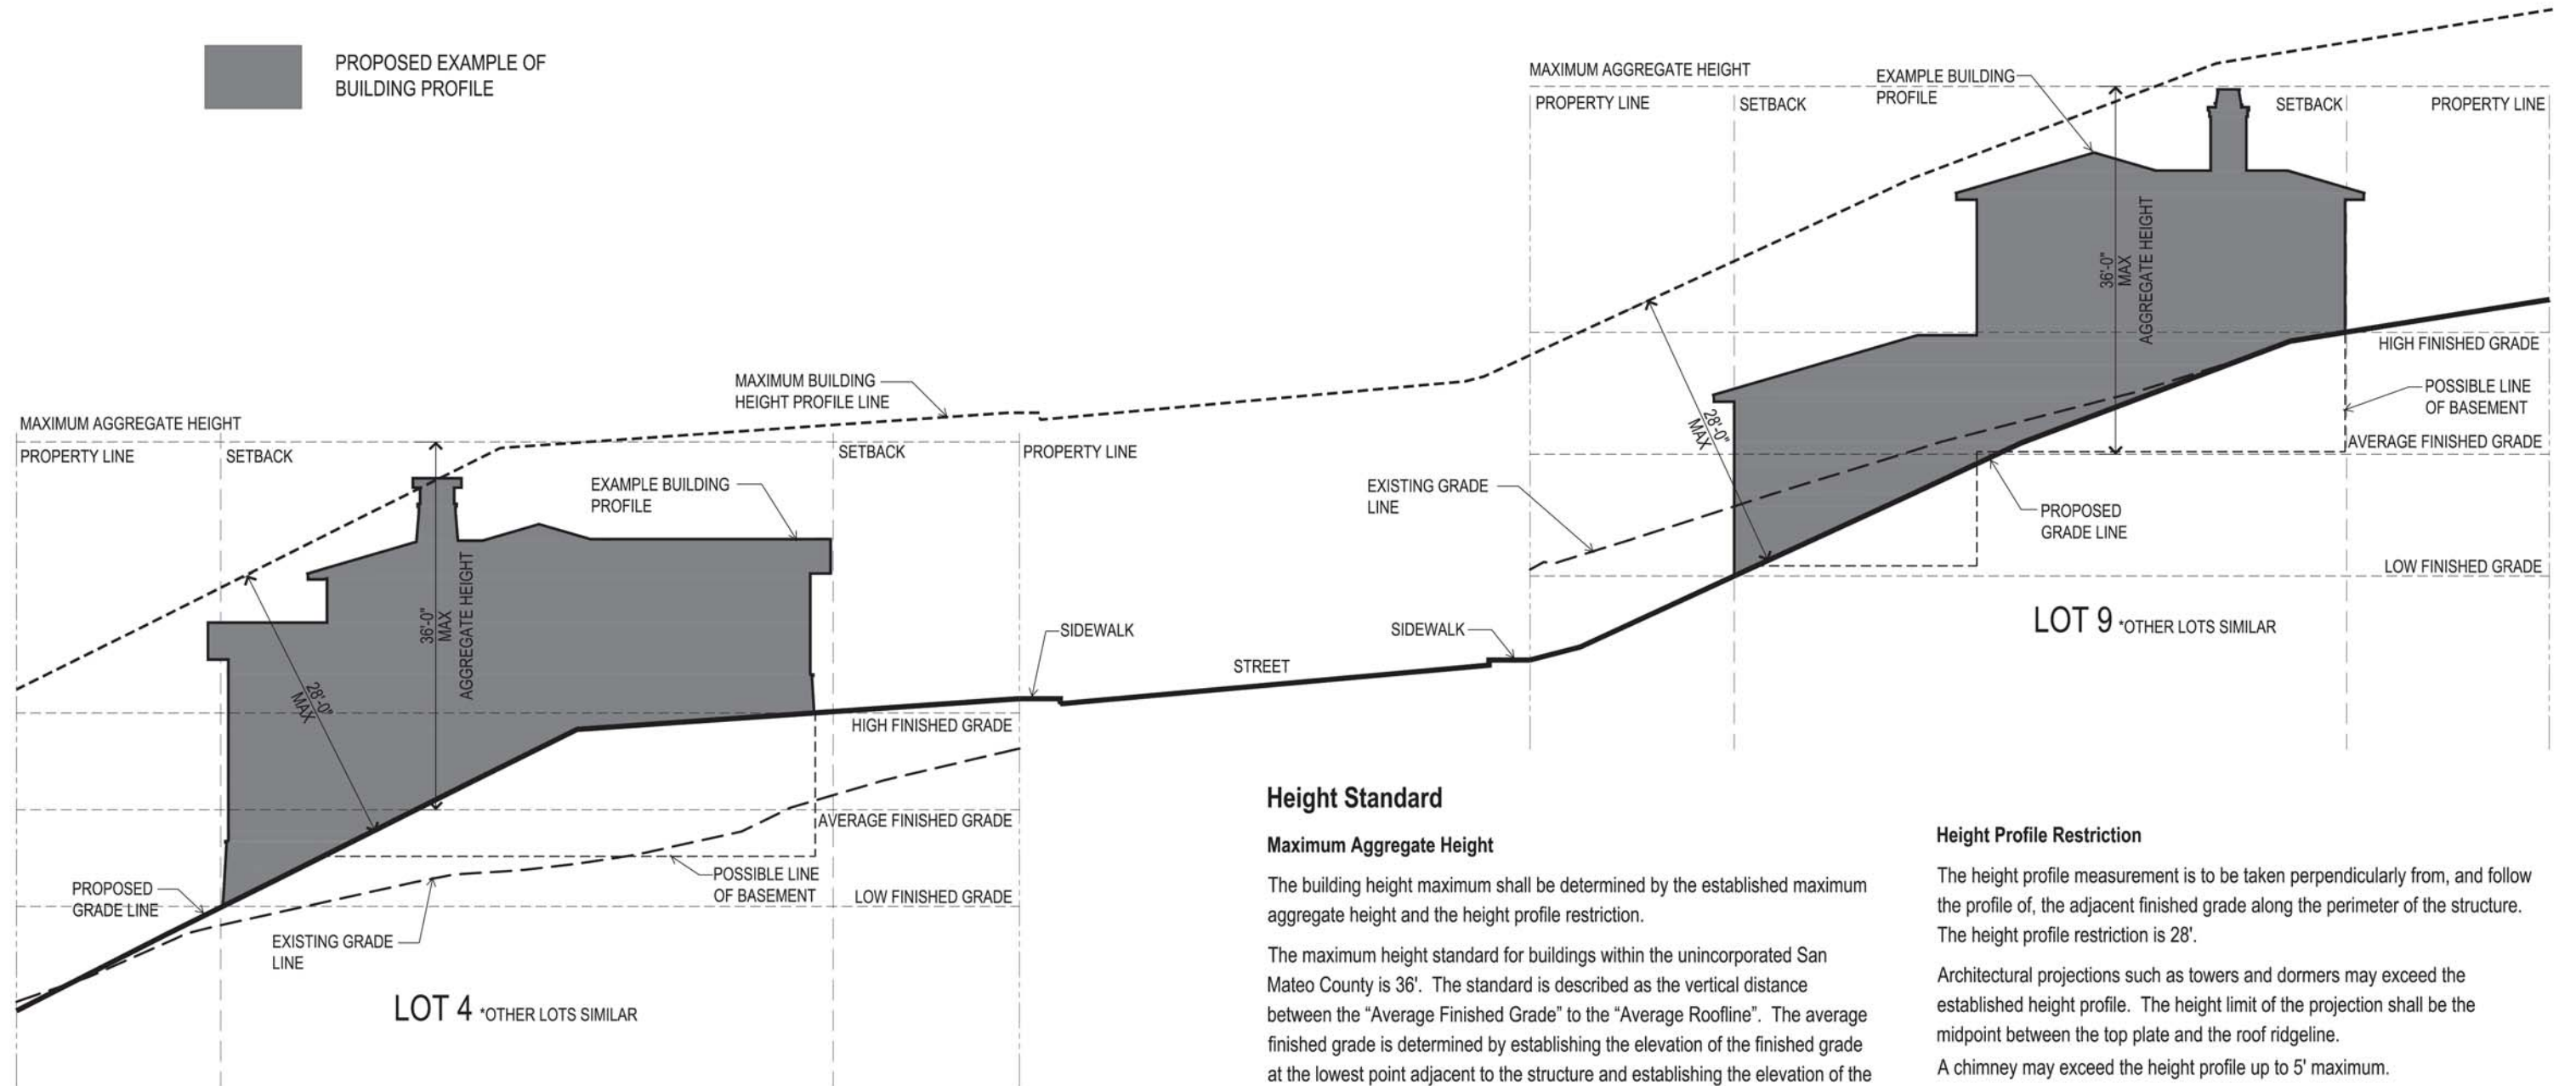 PROPOSED EXAMPLE OF
BUILDING PROFILE
MAXIMUM AGGREGATE HEIGHT
PROPERTY LINE
SETBACK
EXAMPLE BUILDING
PROFILE
SETBACK
PROPERTY LINE
36'-0"
MAX
AGGREGATE HEIGHT
28'-0"
MAX
HIGH FINISHED GRADE
POSSIBLE LINE
OF BASEMENT
AVERAGE FINISHED GRADE
EXISTING GRADE
LINE
PROPOSED
GRADE LINE
LOW FINISHED GRADE
LOT 9 *OTHER LOTS SIMILAR
MAXIMUM BUILDING
HEIGHT PROFILE LINE
MAXIMUM AGGREGATE HEIGHT
PROPERTY LINE
SETBACK
EXAMPLE BUILDING
PROFILE
SETBACK
PROPERTY LINE
36'-0"
MAX
AGGREGATE HEIGHT
28'-0"
MAX
SIDEWALK
STREET
SIDEWALK
HIGH FINISHED GRADE
AVERAGE FINISHED GRADE
POSSIBLE LINE
OF BASEMENT
LOW FINISHED GRADE
PROPOSED
GRADE LINE
EXISTING GRADE
LINE
LOT 4 *OTHER LOTS SIMILAR
Height Standard
Maximum Aggregate Height
The building height maximum shall be determined by the established maximum
aggregate height and the height profile restriction.
The maximum height standard for buildings within the unincorporated San
Mateo County is 36'. The standard is described as the vertical distance
between the “Average Finished Grade” to the “Average Roofline”. The average
finished grade is determined by establishing the elevation of the finished grade
at the lowest point adjacent to the structure and establishing the elevation of the
Height Profile Restriction
The height profile measurement is to be taken perpendicularly from, and follow
the profile of, the adjacent finished grade along the perimeter of the structure.
The height profile restriction is 28'.
Architectural projections such as towers and dormers may exceed the
established height profile. The height limit of the projection shall be the
midpoint between the top plate and the roof ridgeline.
A chimney may exceed the height profile up to 5' maximum.